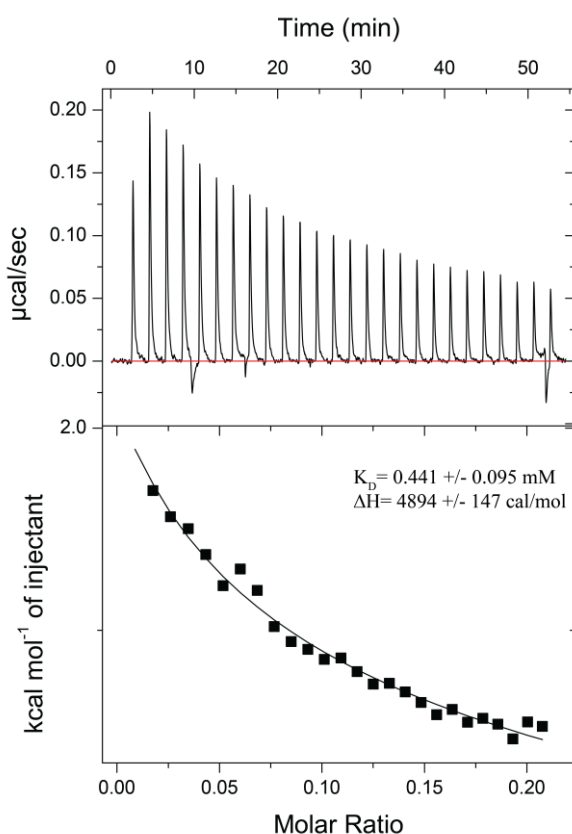 Time (min)
0 10 20 30 40 50
0.20
0.15
0.10
0.05
0.00
µcal/sec
2.0
K_D= 0.441 +/- 0.095 mM
ΔH= 4894 +/- 147 cal/mol
kcal mol⁻¹ of injectant
0.00 0.05 0.10 0.15 0.20
Molar Ratio